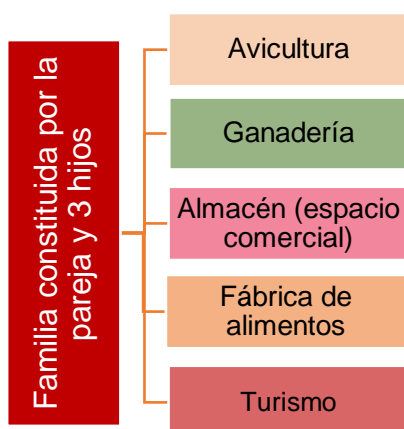 Familia constituida por la
pareja y 3 hijos
Avicultura
Ganadería
Almacén (espacio
comercial)
Fábrica de
alimentos
Turismo